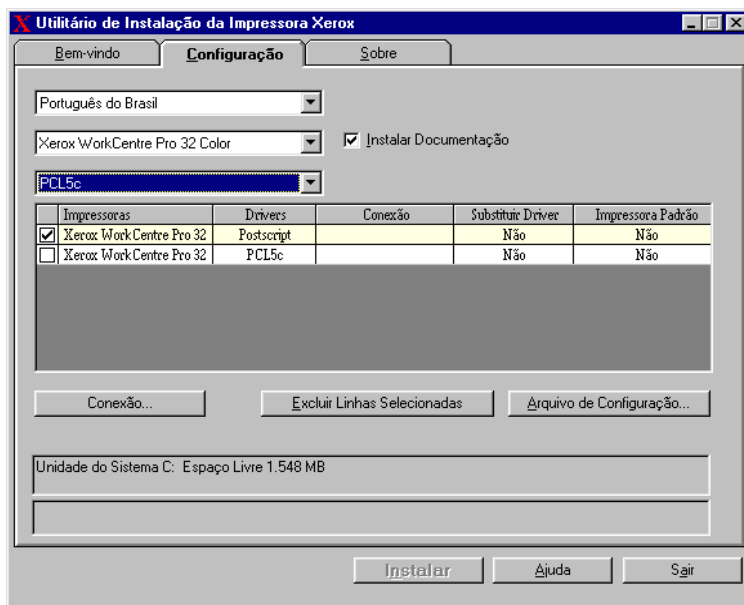 Utilitário de Instalação da Impressora Xerox
Bem-vindo Configuração Sobre
Português do Brasil
Xerox WorkCentre Pro 32 Color Instalar Documentação
PCL5c
Impressoras Drivers Conexão Substituir Driver Impressora Padrão
Xerox WorkCentre Pro 32 Postscript Não Não
Xerox WorkCentre Pro 32 PCL5c Não Não
Conexão... Excluir Linhas Selecionadas Arquivo de Configuração...
Unidade do Sistema C: Espaço Livre 1.548 MB
Instalar Ajuda Sair